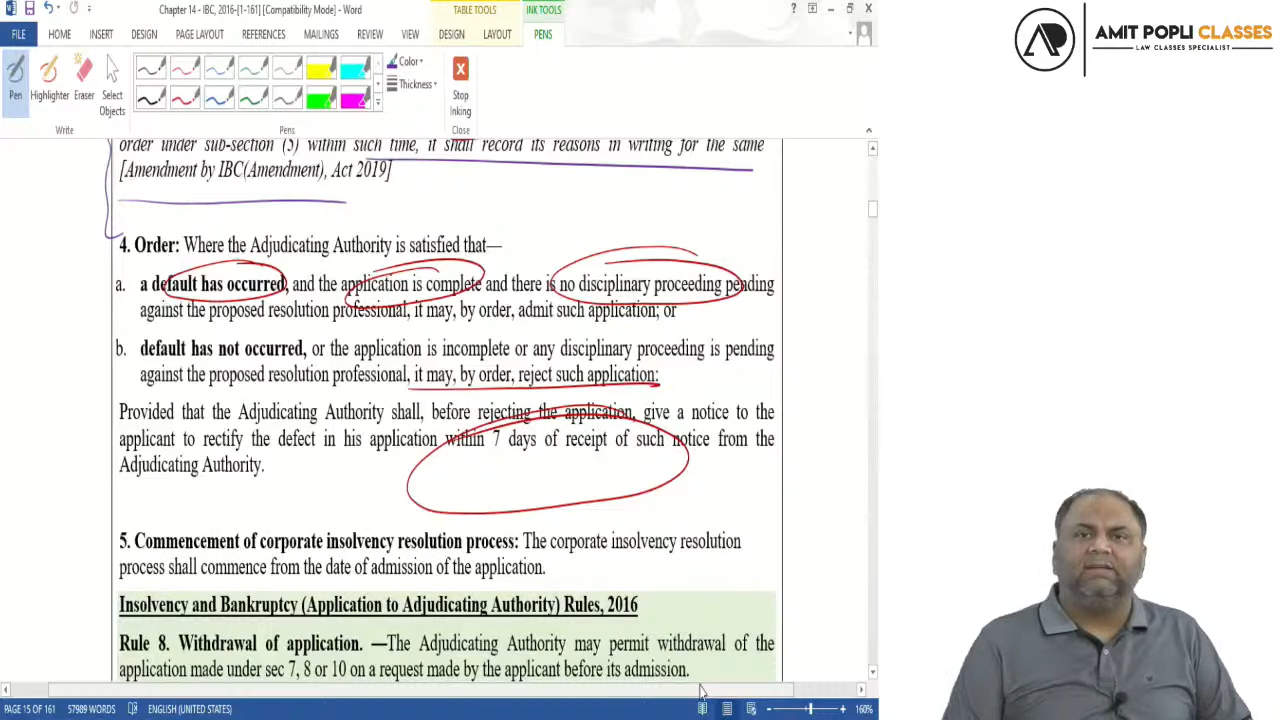 Chapter 14 - IBC, 2016-[1-161] [Compatibility Mode] - Word
TABLE TOOLS
INK TOOLS
FILE HOME INSERT DESIGN PAGE LAYOUT REFERENCES MAILINGS REVIEW VIEW DESIGN LAYOUT PENS
Pen Highlighter Eraser Select Objects
Color
Thickness
Stop Inking
Write Pens Close
AMIT POPLI CLASSES
LAW CLASSES SPECIALIST
order under sub-section (5) within such time, it shall record its reasons in writing for the same
[Amendment by IBC(Amendment), Act 2019]
4. Order: Where the Adjudicating Authority is satisfied that—
a. a default has occurred, and the application is complete and there is no disciplinary proceeding pending
against the proposed resolution professional, it may, by order, admit such application; or
b. default has not occurred, or the application is incomplete or any disciplinary proceeding is pending
against the proposed resolution professional, it may, by order, reject such application:
Provided that the Adjudicating Authority shall, before rejecting the application, give a notice to the
applicant to rectify the defect in his application within 7 days of receipt of such notice from the
Adjudicating Authority.
5. Commencement of corporate insolvency resolution process: The corporate insolvency resolution
process shall commence from the date of admission of the application.
Insolvency and Bankruptcy (Application to Adjudicating Authority) Rules, 2016
Rule 8. Withdrawal of application. —The Adjudicating Authority may permit withdrawal of the
application made under sec 7, 8 or 10 on a request made by the applicant before its admission.
PAGE 15 OF 161 57989 WORDS ENGLISH (UNITED STATES) 160%